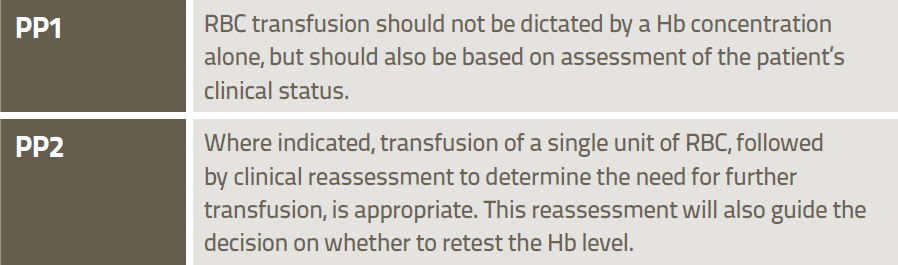 PP1
RBC transfusion should not be dictated by a Hb concentration
alone, but should also be based on assessment of the patient's
clinical status.
PP2
Where indicated, transfusion of a single unit of RBC, followed
by clinical reassessment to determine the need for further
transfusion, is appropriate. This reassessment will also guide the
decision on whether to retest the Hb level.